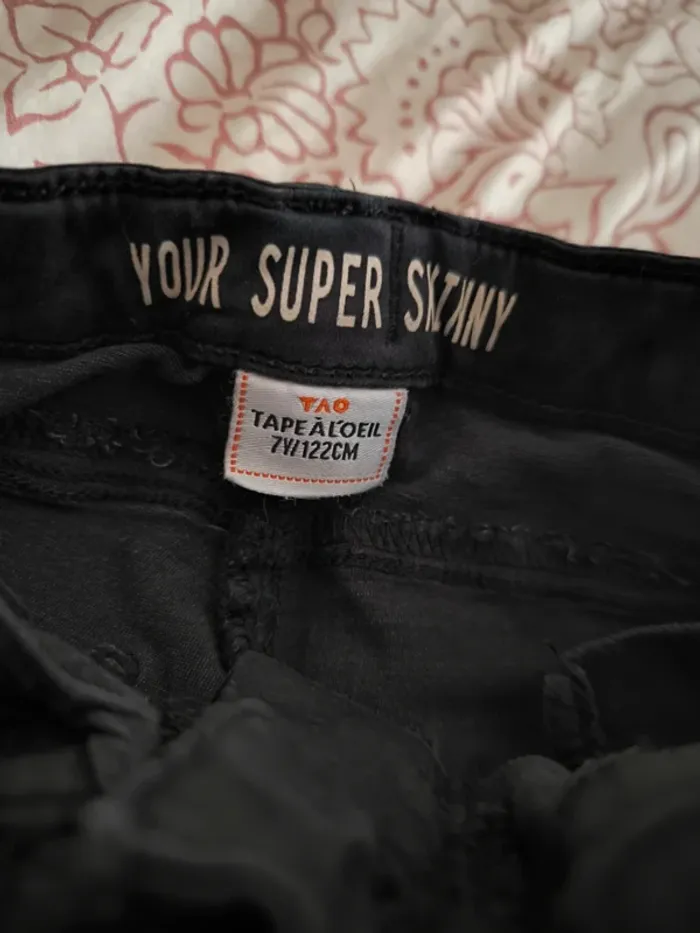 YOUR SUPER SKINNY
TAO
TAPE À L'OEIL
7Y/122CM